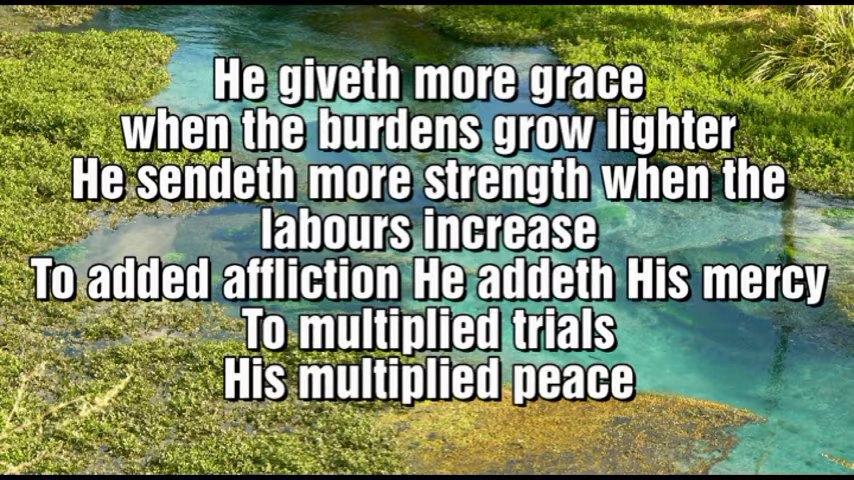 He giveth more grace
when the burdens grow lighter
He sendeth more strength when the
labours increase
To added affliction He addeth His mercy
To multiplied trials
His multiplied peace